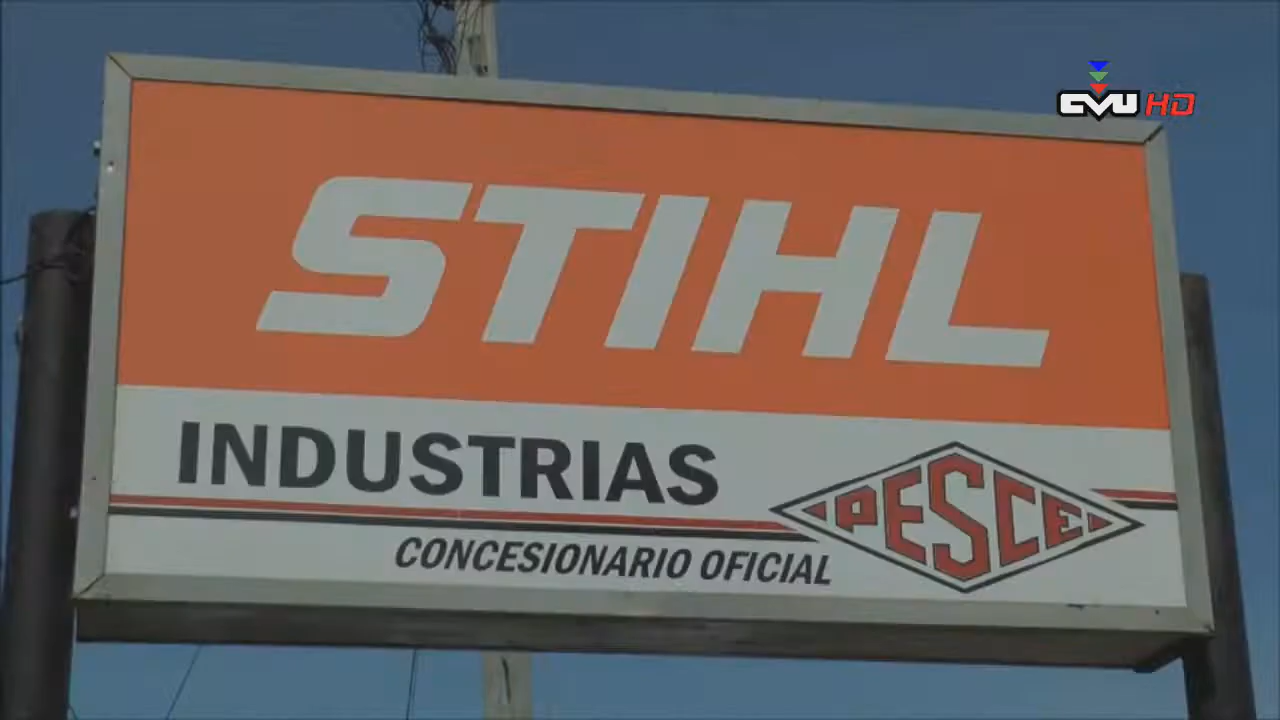 CVU HD
STIHL
INDUSTRIAS
PESCE
CONCESIONARIO OFICIAL